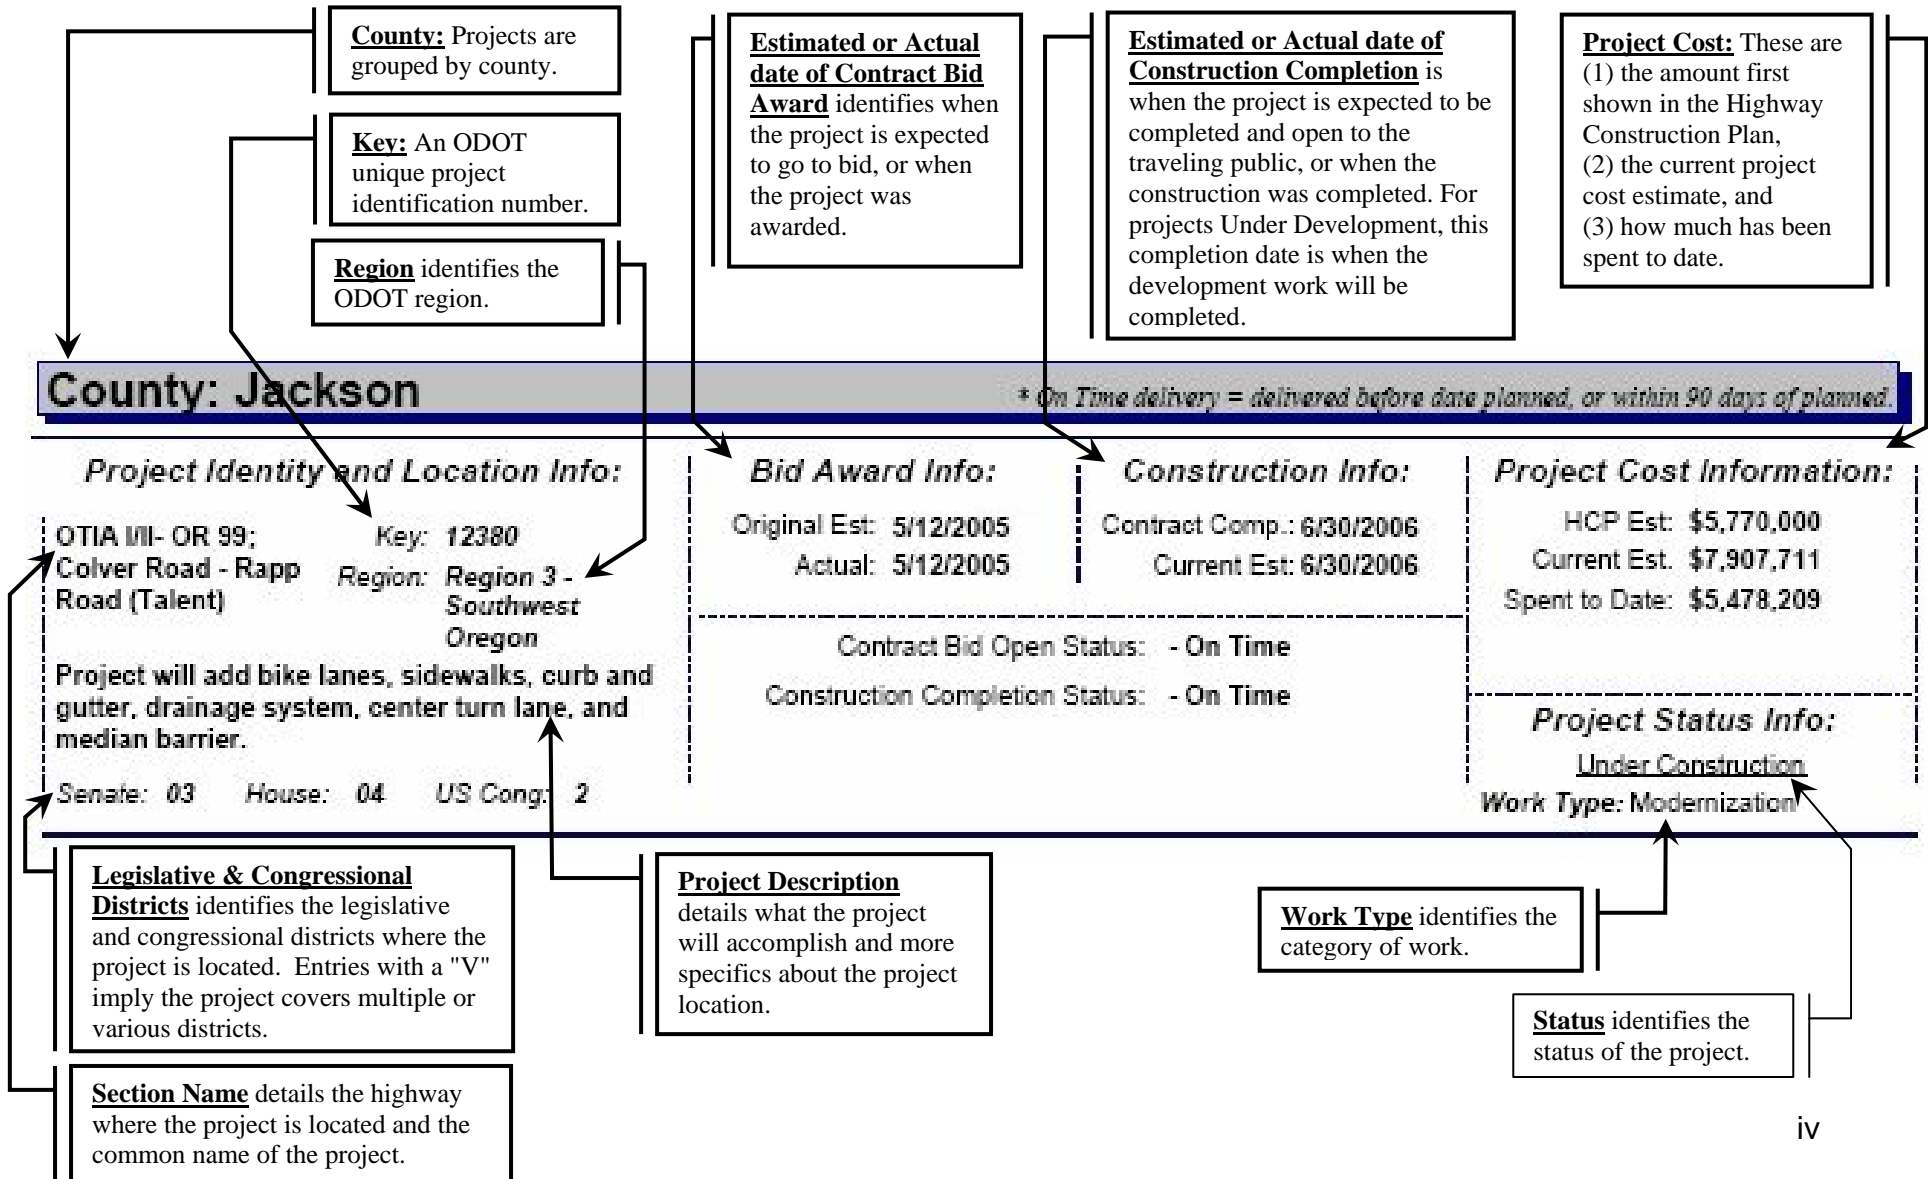 County: Projects are
grouped by county.
Key: An ODOT
unique project
identification number.
Region identifies the
ODOT region.
Estimated or Actual
date of Contract Bid
Award identifies when
the project is expected
to go to bid, or when
the project was
awarded.
Estimated or Actual date of
Construction Completion is
when the project is expected to be
completed and open to the
traveling public, or when the
construction was completed. For
projects Under Development, this
completion date is when the
development work will be
completed.
Project Cost: These are
(1) the amount first
shown in the Highway
Construction Plan,
(2) the current project
cost estimate, and
(3) how much has been
spent to date.
County: Jackson
* On Time delivery = delivered before date planned, or within 90 days of planned.
Project Identity and Location Info:
OTIA I/II- OR 99;
Colver Road - Rapp
Road (Talent)
Key: 12380
Region: Region 3 -
Southwest
Oregon
Project will add bike lanes, sidewalks, curb and
gutter, drainage system, center turn lane, and
median barrier.
Senate: 03 House: 04 US Cong: 2
Bid Award Info:
Original Est: 5/12/2005
Actual: 5/12/2005
Construction Info:
Contract Comp.: 6/30/2006
Current Est: 6/30/2006
Contract Bid Open Status: - On Time
Construction Completion Status: - On Time
Project Cost Information:
HCP Est: $5,770,000
Current Est. $7,907,711
Spent to Date: $5,478,209
Project Status Info:
Under Construction
Work Type: Modernization
Legislative & Congressional
Districts identifies the legislative
and congressional districts where the
project is located. Entries with a "V"
imply the project covers multiple or
various districts.
Section Name details the highway
where the project is located and the
common name of the project.
Project Description
details what the project
will accomplish and more
specifics about the project
location.
Work Type identifies the
category of work.
Status identifies the
status of the project.
iv